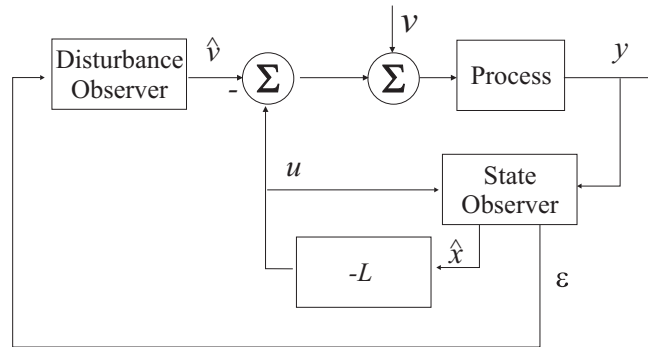 v
Disturbance
Observer
v̂
-
Σ
Σ
Process
y
u
State
Observer
-L
x̂
ε